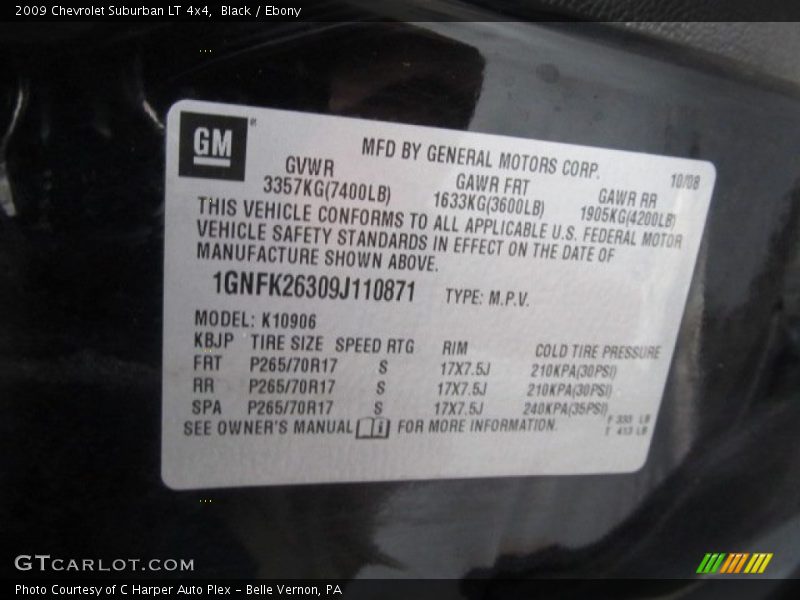 2009 Chevrolet Suburban LT 4x4, Black / Ebony
GM
MFD BY GENERAL MOTORS CORP.
10/08
GVWR GAWR FRT GAWR RR
3357KG(7400LB) 1633KG(3600LB) 1905KG(4200LB)
THIS VEHICLE CONFORMS TO ALL APPLICABLE U.S. FEDERAL MOTOR
VEHICLE SAFETY STANDARDS IN EFFECT ON THE DATE OF
MANUFACTURE SHOWN ABOVE.
1GNFK26309J110871 TYPE: M.P.V.
MODEL: K10906
KBJP TIRE SIZE SPEED RTG RIM COLD TIRE PRESSURE
FRT P265/70R17 S 17X7.5J 210KPA(30PSI)
RR P265/70R17 S 17X7.5J 210KPA(30PSI)
SPA P265/70R17 S 17X7.5J 240KPA(35PSI)
SEE OWNER'S MANUAL FOR MORE INFORMATION.
F LB
T 413 LB
GTCARLOT.COM
Photo Courtesy of C Harper Auto Plex - Belle Vernon, PA